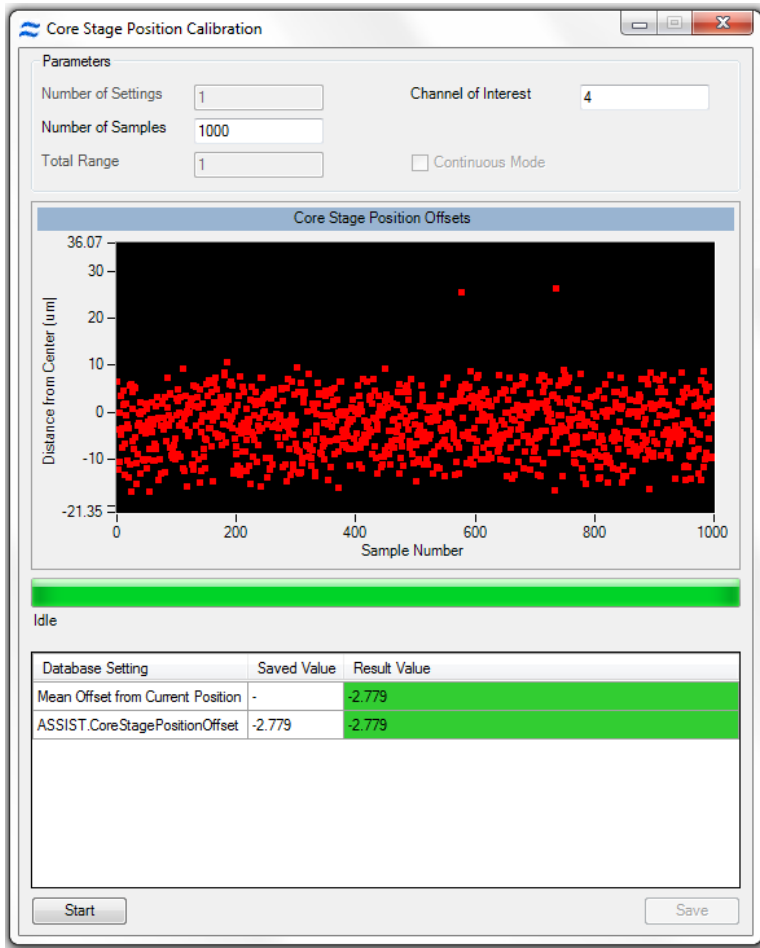 Core Stage Position Calibration
Parameters
Number of Settings 1 Channel of Interest 4
Number of Samples 1000
Total Range 1 Continuous Mode
Core Stage Position Offsets
36.07
30
20
10
0
-10
-21.35
Distance from Center [um]
0 200 400 600 800 1000
Sample Number
Idle
Database Setting Saved Value Result Value
Mean Offset from Current Position - -2.779
ASSIST.CoreStagePositionOffset -2.779 -2.779
Start Save